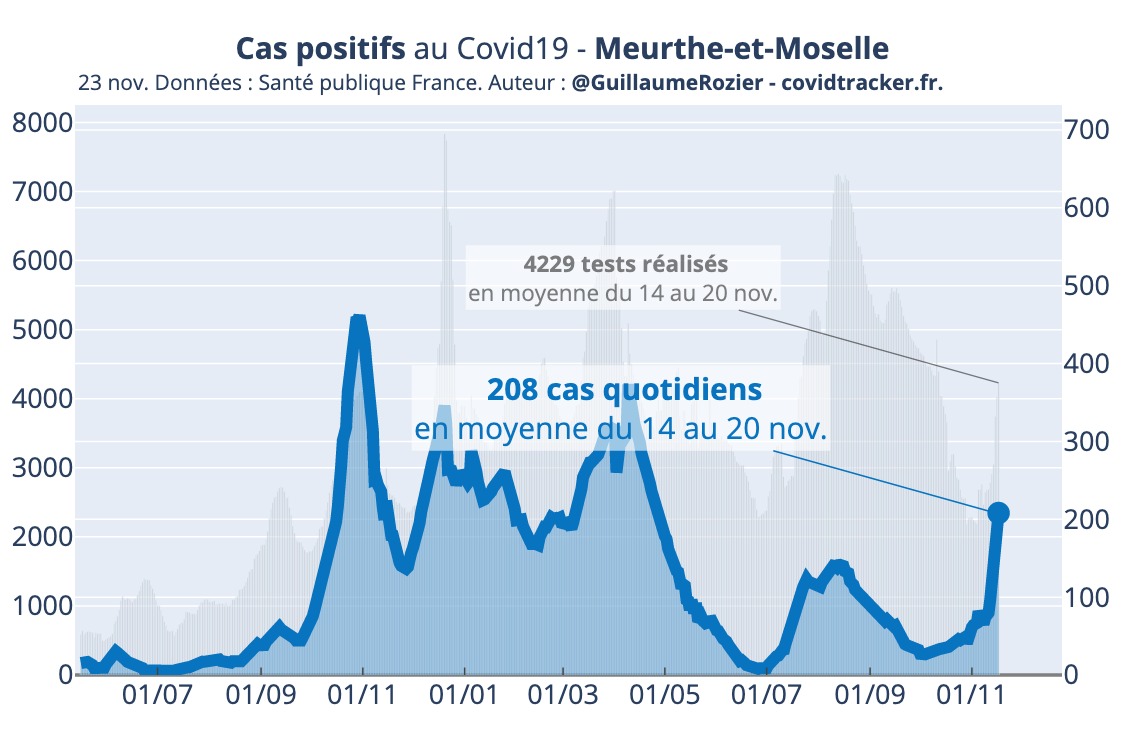 Cas positifs au Covid19 - Meurthe-et-Moselle
23 nov. Données : Santé publique France. Auteur : @GuillaumeRozier - covidtracker.fr.
8000
7000
6000
5000
4000
3000
2000
1000
0
700
600
500
400
300
200
100
0
4229 tests réalisés
en moyenne du 14 au 20 nov.
208 cas quotidiens
en moyenne du 14 au 20 nov.
01/07 01/09 01/11 01/01 01/03 01/05 01/07 01/09 01/11